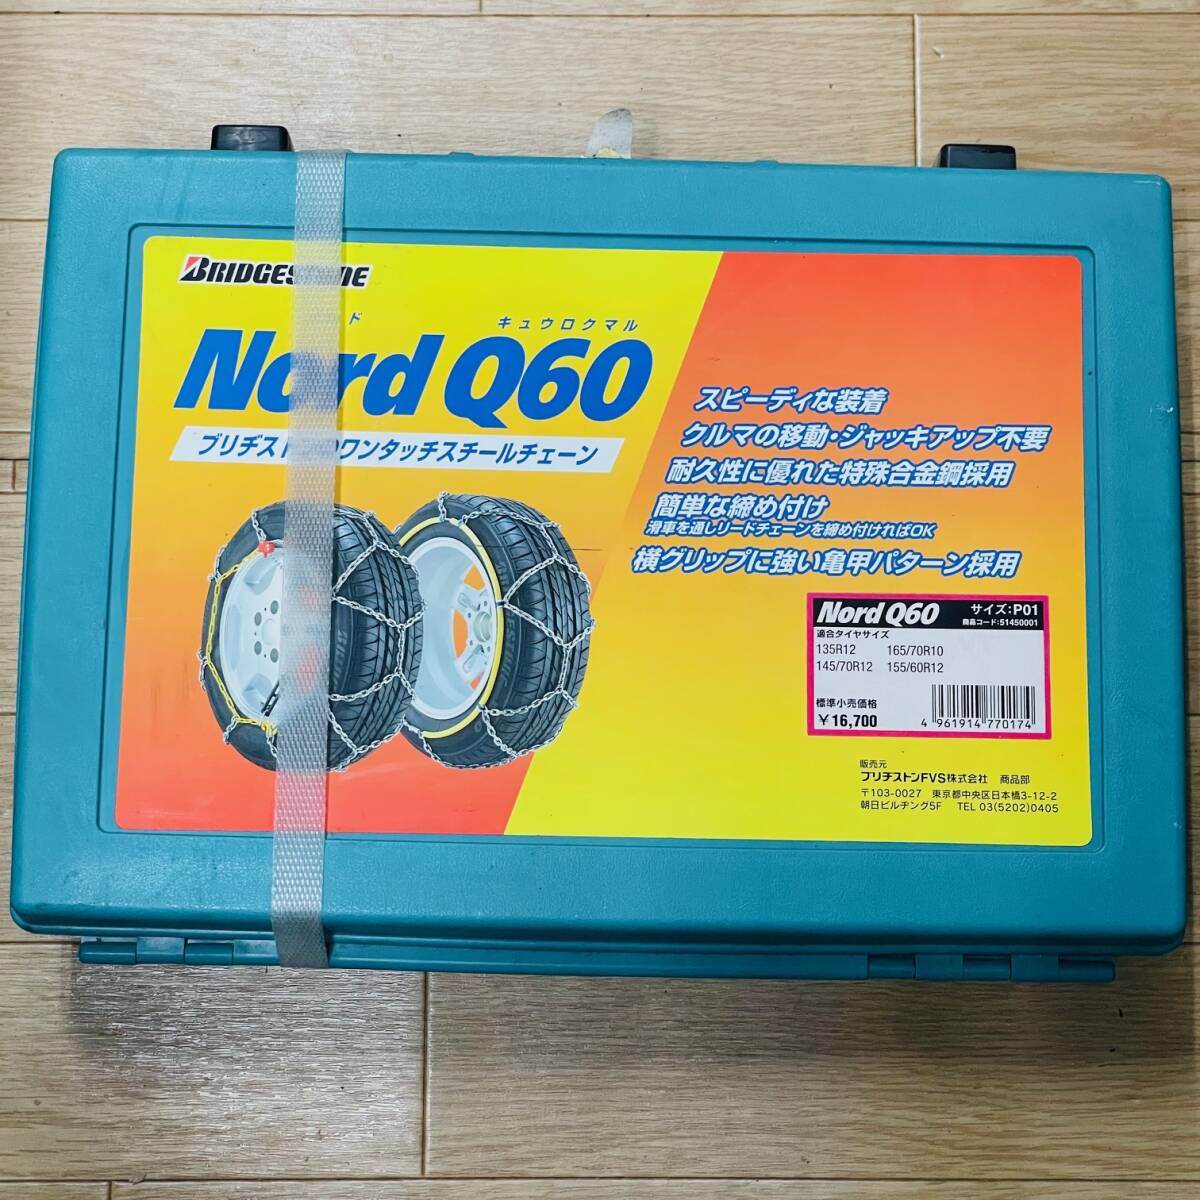 BRIDGESTONE
ド
キュウロクマル
Nord Q60
ブリヂストンのワンタッチスチールチェーン
スピーディな装着
クルマの移動・ジャッキアップ不要
耐久性に優れた特殊合金鋼採用
簡単な締め付け
滑車を通しリードチェーンを締め付ければOK
横グリップに強い亀甲パターン採用
Nord Q60 サイズ:P01
商品コード:51450001
適合タイヤサイズ
135R12 165/70R10
145/70R12 155/60R12
標準小売価格
￥16,700
4 961914 770174
販売元
ブリヂストンFVS株式会社 商品部
〒103-0027 東京都中央区日本橋3-12-2
朝日ビルヂング5F TEL 03(5202)0405